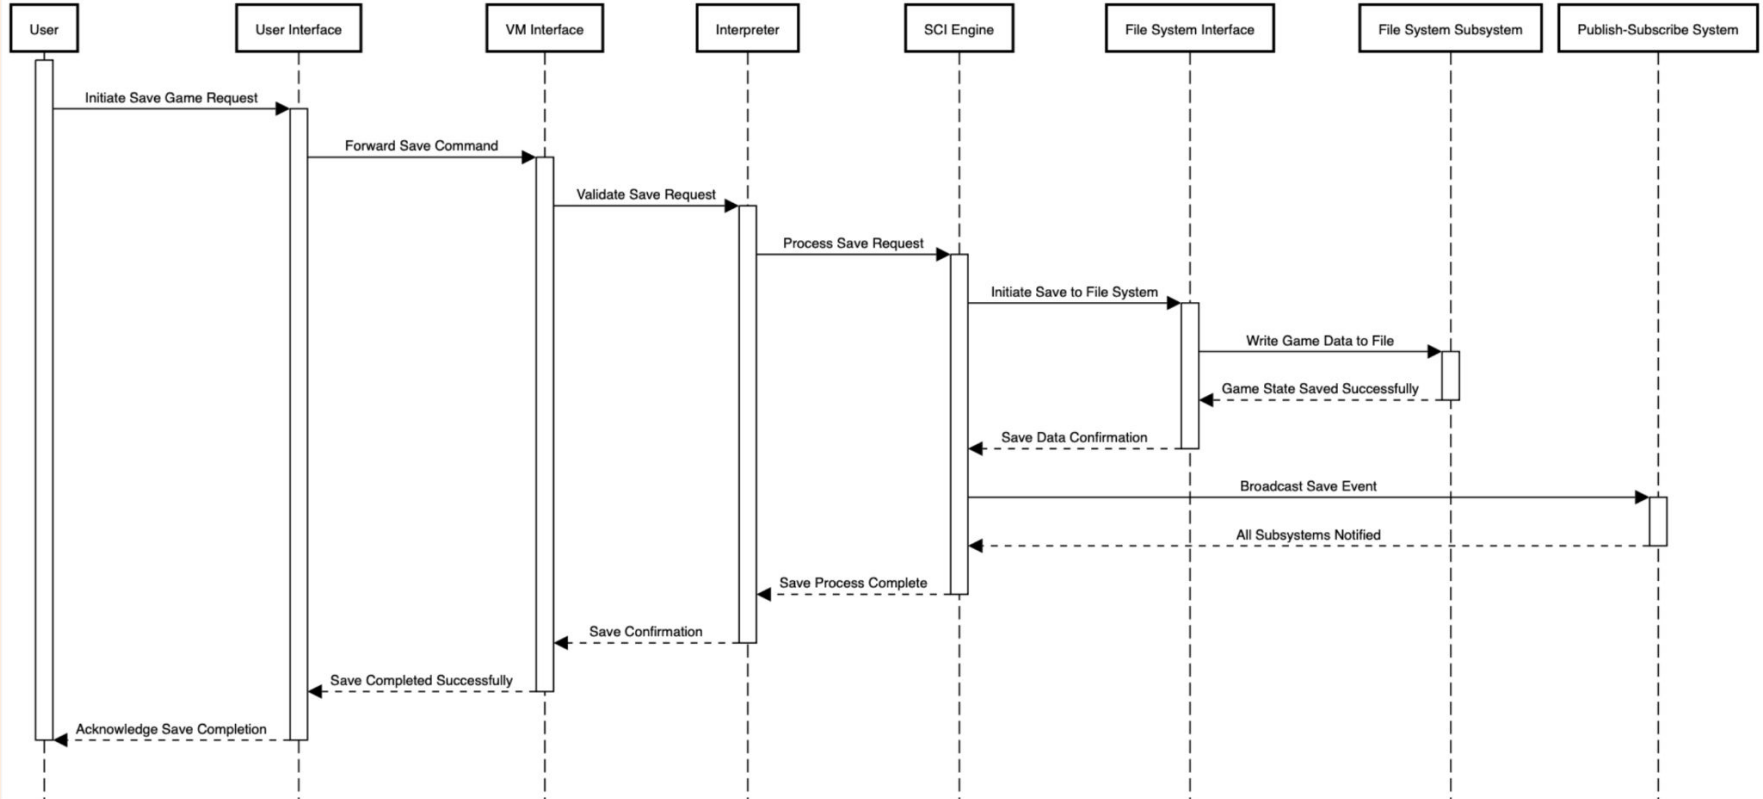 User
User Interface
VM Interface
Interpreter
SCI Engine
File System Interface
File System Subsystem
Publish-Subscribe System
Initiate Save Game Request
Forward Save Command
Validate Save Request
Process Save Request
Initiate Save to File System
Write Game Data to File
Game State Saved Successfully
Save Data Confirmation
Broadcast Save Event
All Subsystems Notified
Save Process Complete
Save Confirmation
Save Completed Successfully
Acknowledge Save Completion